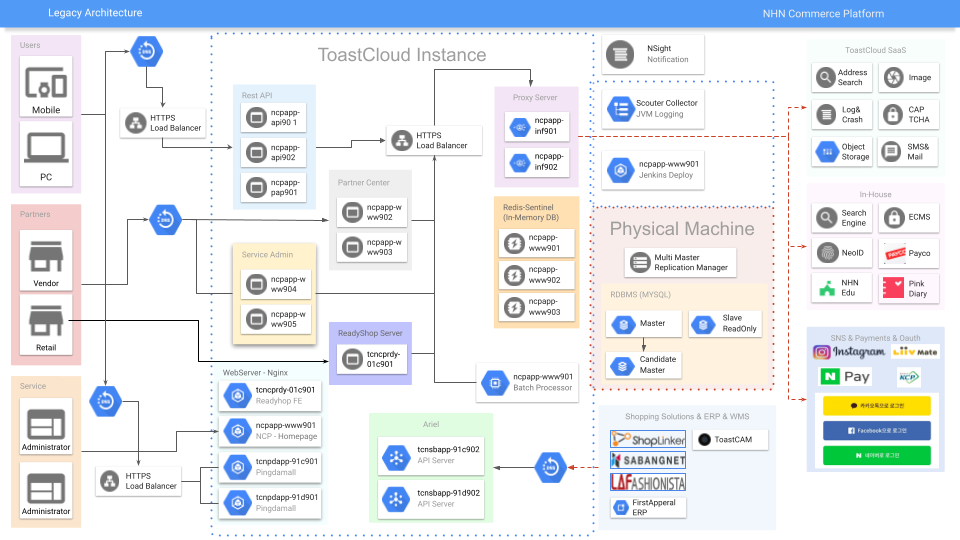 Legacy Architecture
NHN Commerce Platform
Users
Mobile
PC
Partners
Vendor
Retail
Service
Administrator
Administrator
DNS
HTTPS
Load Balancer
DNS
DNS
HTTPS
Load Balancer
ToastCloud Instance
Rest API
ncpapp-
api90 1
ncpapp-
api902
ncpapp-
pap901
HTTPS
Load Balancer
Partner Center
ncpapp-w
ww902
ncpapp-w
ww903
Service Admin
ncpapp-w
ww904
ncpapp-w
ww905
ReadyShop Server
tcncprdy-
01c901
WebServer - Nginx
tcncprdy-01c901
Readyhop FE
ncpapp-www901
NCP - Homepage
tcnpdapp-91c901
Pingdamall
tcnpdapp-91d901
Pingdamall
Proxy Server
ncpapp-
inf901
ncpapp-
inf902
Redis-Sentinel
(In-Memory DB)
ncpapp-
www901
ncpapp-
www902
ncpapp-
www903
ncpapp-www901
Batch Processor
Ariel
tcnsbapp-91c902
API Server
tcnsbapp-91d902
API Server
DNS
NSight
Notification
Scouter Collector
JVM Logging
ncpapp-www901
Jenkins Deploy
Physical Machine
Multi Master
Replication Manager
RDBMS (MYSQL)
Master
Slave
ReadOnly
Candidate
Master
Shopping Solutions & ERP & WMS
SHOPLINKER
ToastCAM
SABANGNET
LAFASHIONISTA
FirstApperal
ERP
ToastCloud SaaS
Address
Search
Image
Log&
Crash
CAP
TCHA
Object
Storage
SMS&
Mail
In-House
Search
Engine
ECMS
NeoID
PAYCO
Payco
NHN
Edu
Pink
Diary
SNS & Payments & Oauth
Instagram
LIIV MATE
N Pay
KCP
카카오톡으로 로그인
Facebook으로 로그인
네이버로 로그인